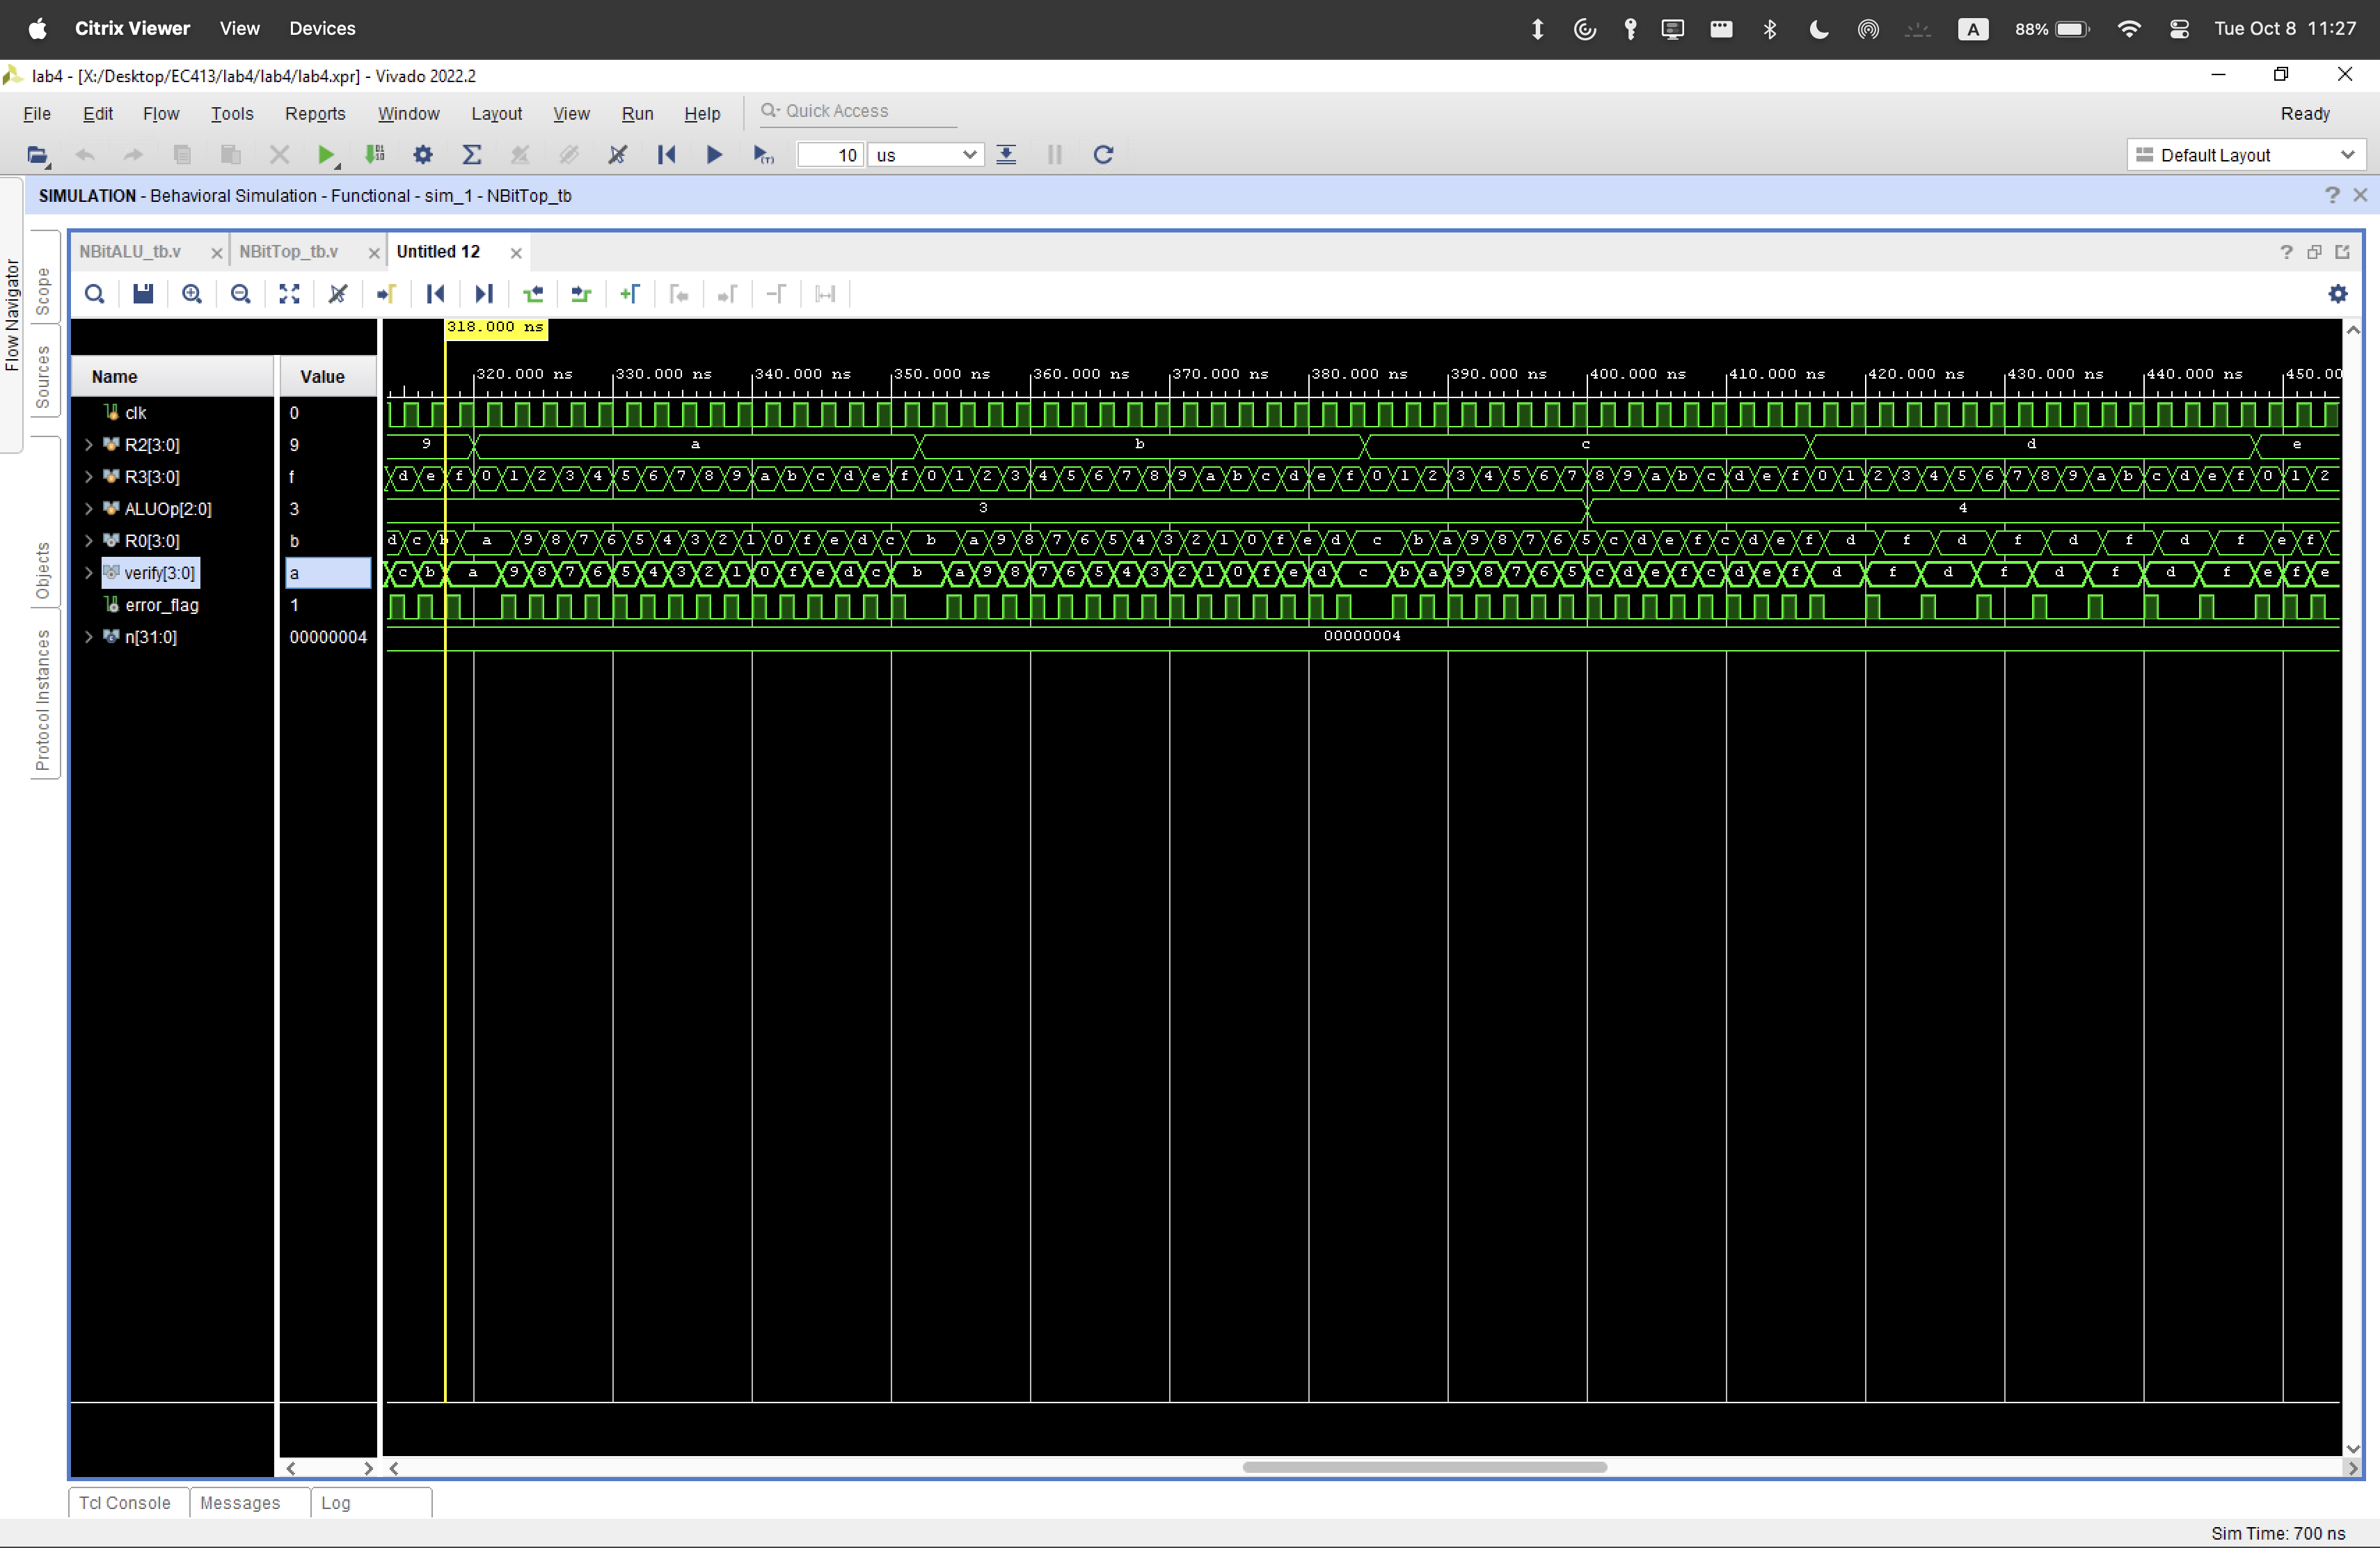 Citrix Viewer View Devices A 88% Tue Oct 8 11:27
lab4 - [X:/Desktop/EC413/lab4/lab4/lab4.xpr] - Vivado 2022.2
File Edit Flow Tools Reports Window Layout View Run Help Quick Access Ready
10 us Default Layout
SIMULATION - Behavioral Simulation - Functional - sim_1 - NBitTop_tb
Flow Navigator
Scope
Sources
Objects
Protocol Instances
NBitALU_tb.v NBitTop_tb.v Untitled 12
318.000 ns
Name Value 320.000 ns 330.000 ns 340.000 ns 350.000 ns 360.000 ns 370.000 ns 380.000 ns 390.000 ns 400.000 ns 410.000 ns 420.000 ns 430.000 ns 440.000 ns 450.00
clk 0
R2[3:0] 9 9 a b c d e
R3[3:0] f d e f 0 1 2 3 4 5 6 7 8 9 a b c d e f 0 1 2 3 4 5 6 7 8 9 a b c d e f 0 1 2 3 4 5 6 7 8 9 a b c d e f 0 1 2 3 4 5 6 7 8 9 a b c d e f 0 1 2
ALUOp[2:0] 3 3 4
R0[3:0] b d c b a 9 8 7 6 5 4 3 2 1 0 f e d c b a 9 8 7 6 5 4 3 2 1 0 f e d c b a 9 8 7 6 5 c d e f c d e f d f d f d f d f e f
verify[3:0] a c b a 9 8 7 6 5 4 3 2 1 0 f e d c b a 9 8 7 6 5 4 3 2 1 0 f e d c b a 9 8 7 6 5 c d e f c d e f d f d f d f d f e f e
error_flag 1
n[31:0] 00000004 00000004
Tcl Console Messages Log
Sim Time: 700 ns